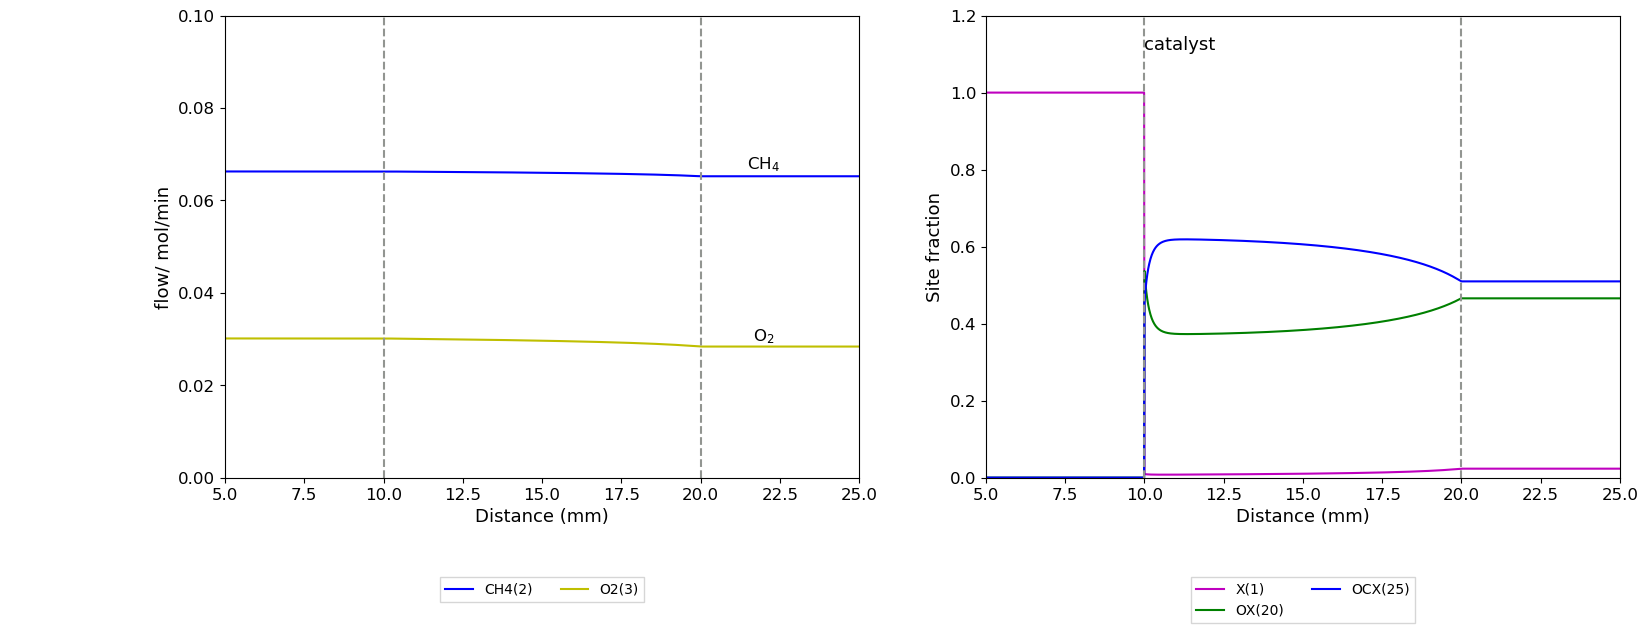 0.10
0.08
0.06
0.04
0.02
0.00
flow/ mol/min
CH4
O2
5.0 7.5 10.0 12.5 15.0 17.5 20.0 22.5 25.0
Distance (mm)
CH4(2) O2(3)
1.2
1.0
0.8
0.6
0.4
0.2
0.0
Site fraction
catalyst
5.0 7.5 10.0 12.5 15.0 17.5 20.0 22.5 25.0
Distance (mm)
X(1) OCX(25)
OX(20)